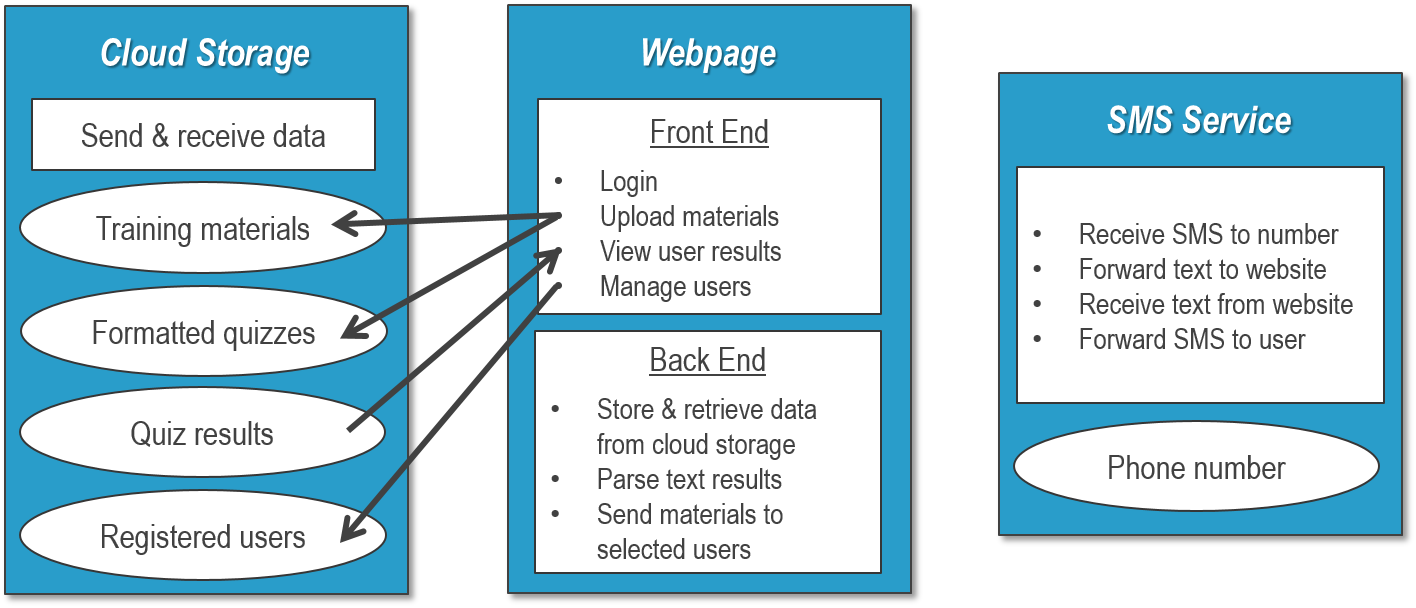 Cloud Storage
Send & receive data
Training materials
Formatted quizzes
Quiz results
Registered users
Webpage
Front End
• Login
• Upload materials
• View user results
• Manage users
Back End
• Store & retrieve data
from cloud storage
• Parse text results
• Send materials to
selected users
SMS Service
• Receive SMS to number
• Forward text to website
• Receive text from website
• Forward SMS to user
Phone number